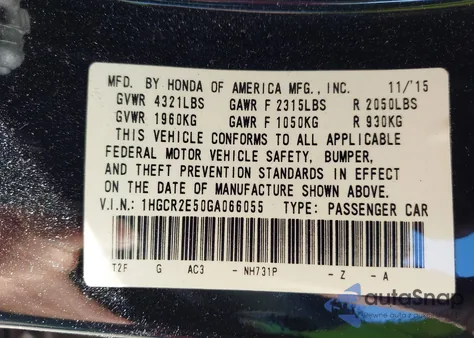 MFD. BY HONDA OF AMERICA MFG., INC. 11/'15
GVWR 4321LBS GAWR F 2315LBS R 2050LBS
GVWR 1960KG GAWR F 1050KG R 930KG
THIS VEHICLE CONFORMS TO ALL APPLICABLE
FEDERAL MOTOR VEHICLE SAFETY, BUMPER,
AND THEFT PREVENTION STANDARDS IN EFFECT
ON THE DATE OF MANUFACTURE SHOWN ABOVE.
V.I.N.: 1HGCR2E50GA066055 TYPE: PASSENGER CAR
T2F G AC3 - NH731P - Z - A
autoSnap